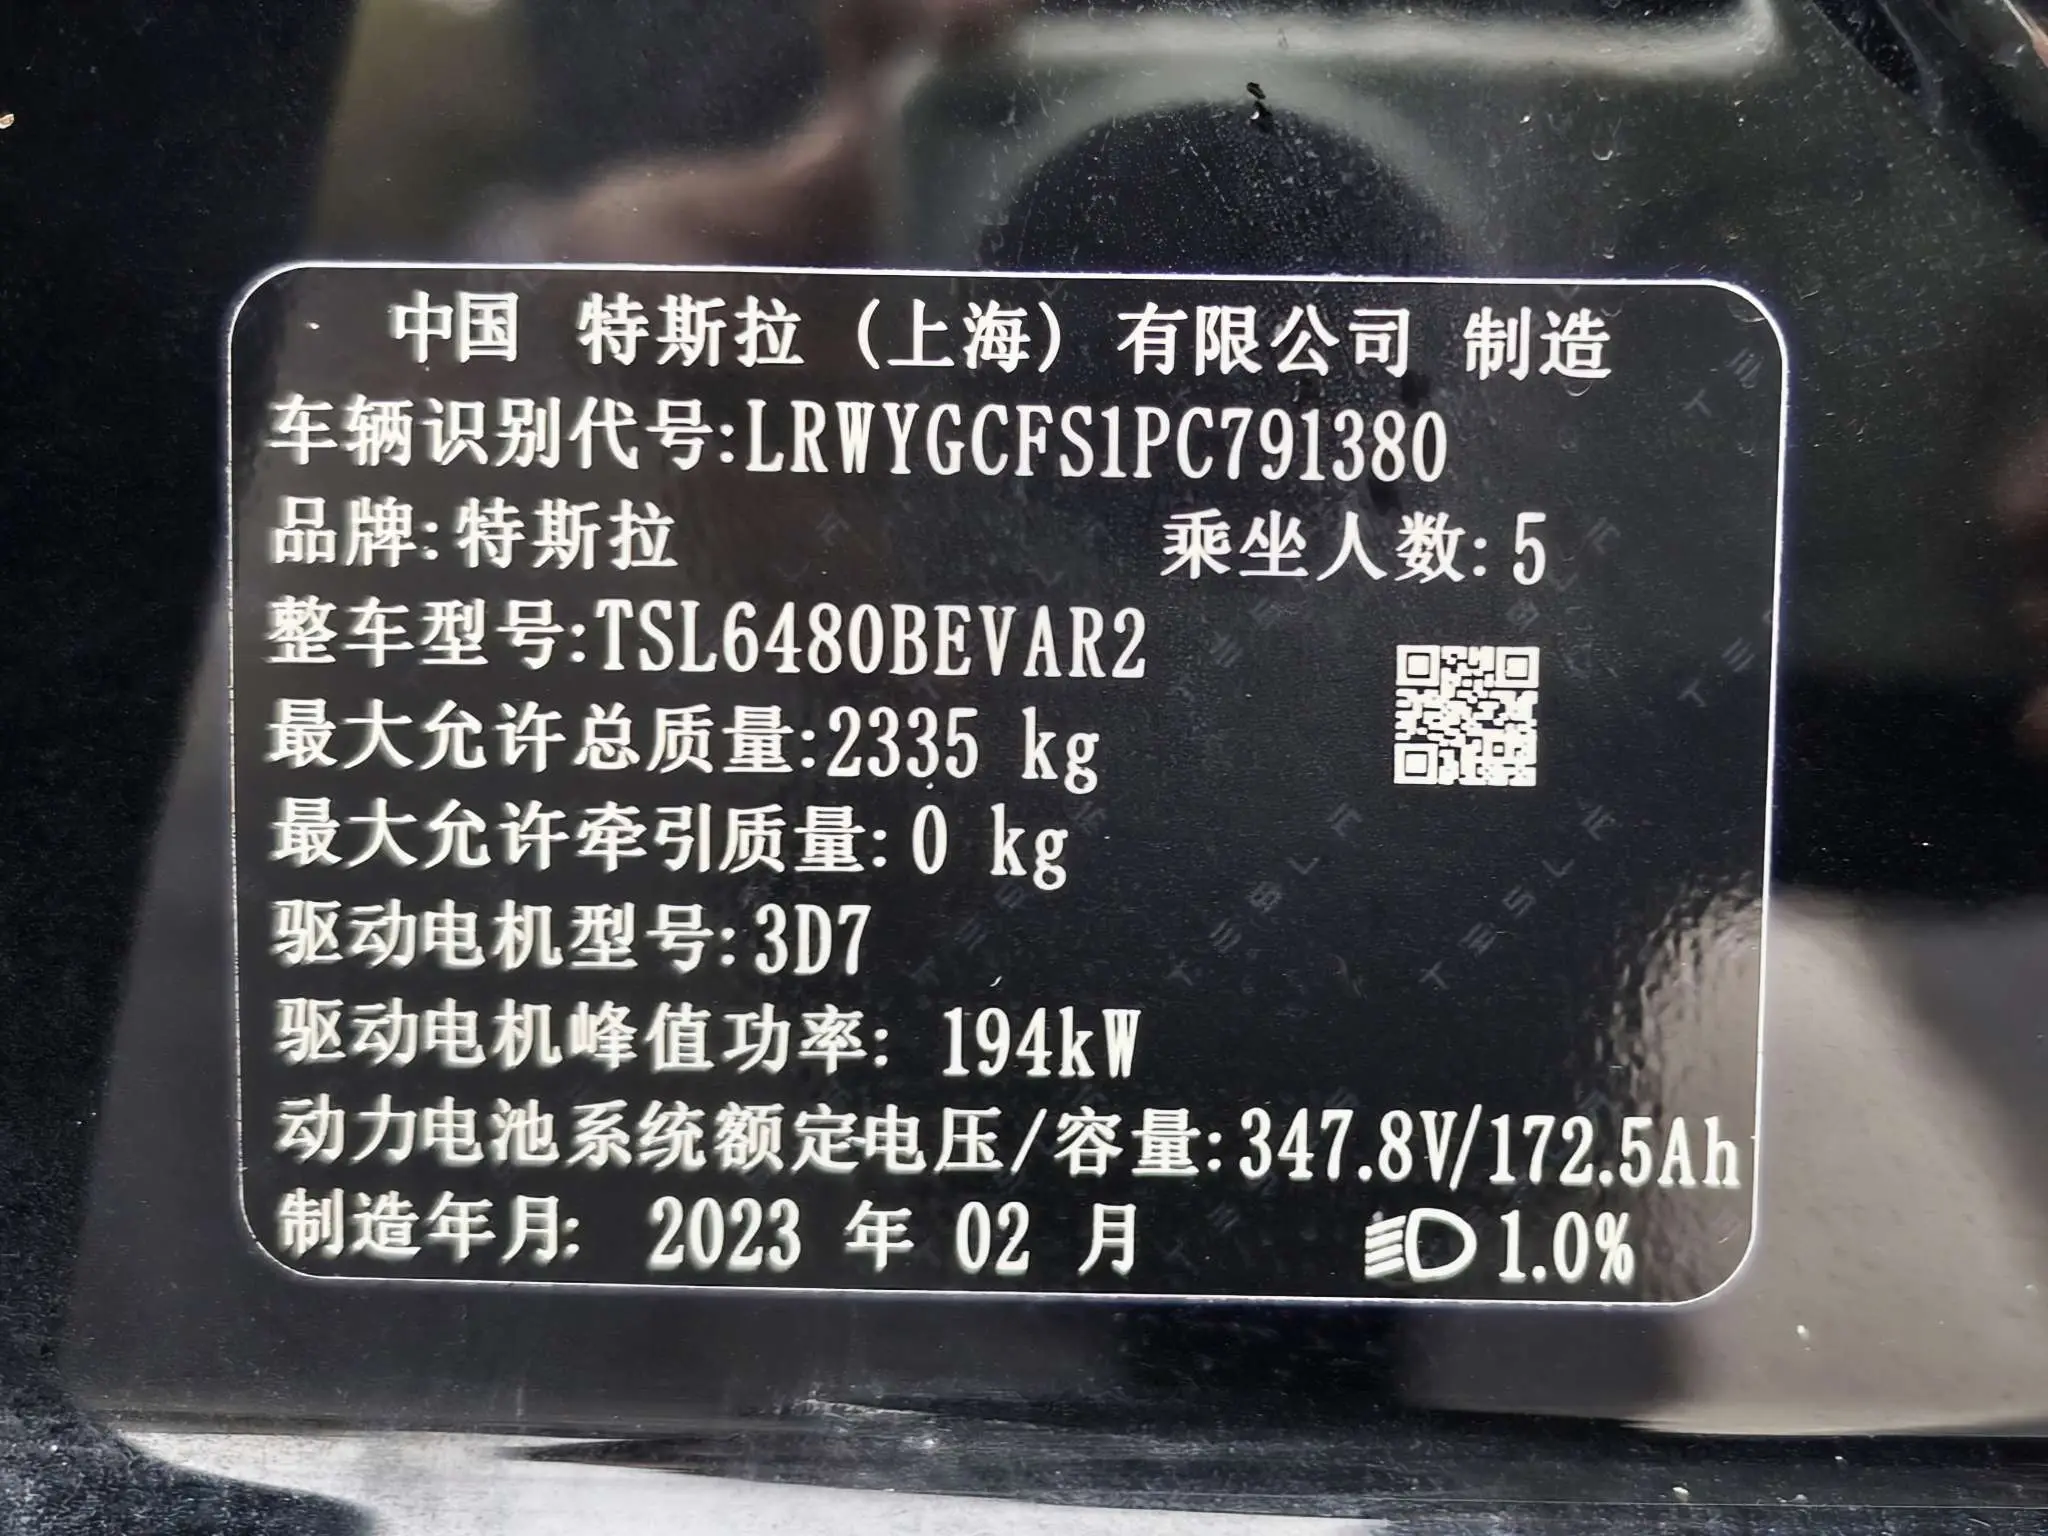 中国 特斯拉 (上海) 有限公司 制造
车辆识别代号:LRWYGCFS1PC791380
品牌:特斯拉 乘坐人数: 5
整车型号:TSL6480BEVAR2
最大允许总质量:2335 kg
最大允许牵引质量:0 kg
驱动电机型号:3D7
驱动电机峰值功率: 194kW
动力电池系统额定电压/容量:347.8V/172.5Ah
制造年月: 2023 年 02 月 1.0%